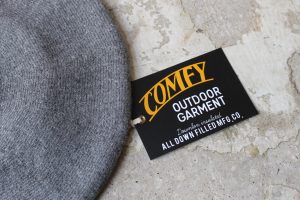 COMFY
OUTDOOR
GARMENT
ALL DOWN FILLED MFG. CO.